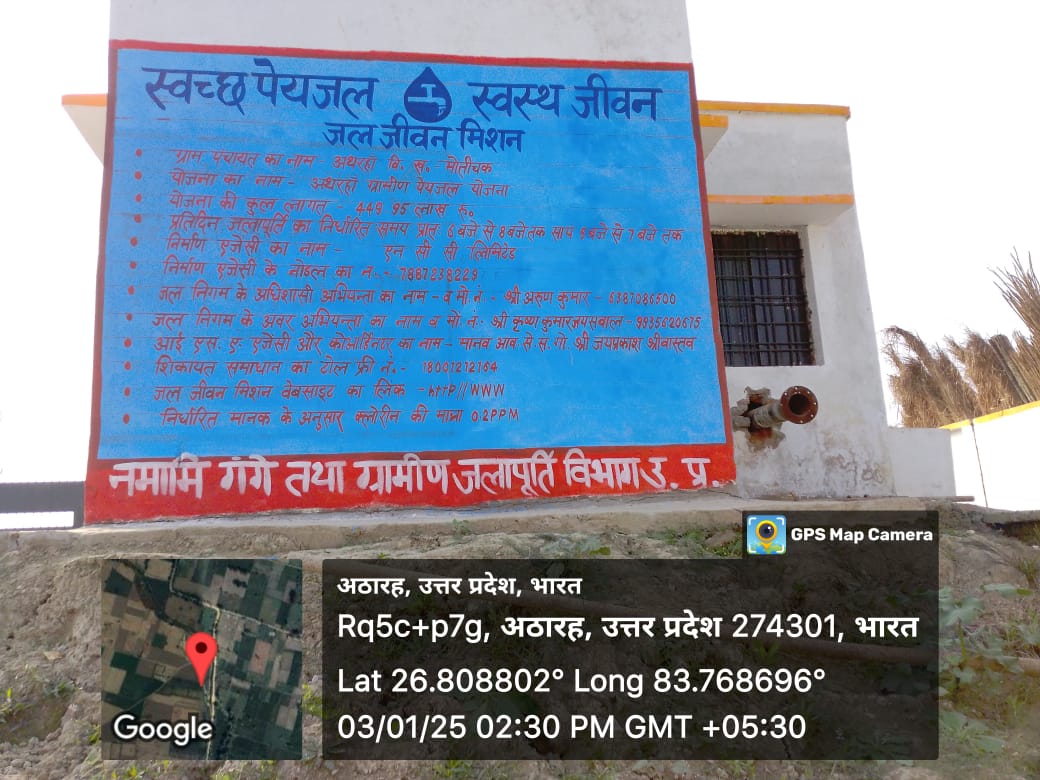 स्वच्छ पेयजल स्वस्थ जीवन
जल जीवन मिशन
• ग्राम पंचायत का नाम - अथरहाँ वि. ख. - मोतीचक
• योजना का नाम - अथरहाँ ग्रामीण पेयजल योजना
• योजना की कुल लागत - 449 95 लाख रु.
• प्रतिदिन जलापूर्ति का निर्धारित समय प्रातः 6 बजे से 8 बजे तक सायं 5 बजे से 7 बजे तक
• निर्माण एजेंसी का नाम - एन सी सी लिमिटेड
• निर्माण एजेंसी के नोडल का न. - 7887238229
• जल निगम के अधिशासी अभियन्ता का नाम - व मो.नं. - श्री अरुण कुमार - 6387086500
• जल निगम के अवर अभियन्ता का नाम व मो. नं. - श्री कृष्ण कुमार जायसवाल - 9935620675
• आई एस. ए. एजेंसी और कोआर्डिनेटर का नाम - मानव आव. से. सं. गो. श्री जयप्रकाश श्रीवास्तव
• शिकायत समाधान का टोल फ्री नं. - 18001212164
• जल जीवन मिशन वेबसाइट का लिंक - http//WWW
• निर्धारित मानक के अनुसार क्लोरीन की मात्रा 0.2PPM
नमामि गंगे तथा ग्रामीण जलापूर्ति विभाग उ. प्र.
GPS Map Camera
अठारह, उत्तर प्रदेश, भारत
Rq5c+p7g, अठारह, उत्तर प्रदेश 274301, भारत
Lat 26.808802° Long 83.768696°
03/01/25 02:30 PM GMT +05:30
Google